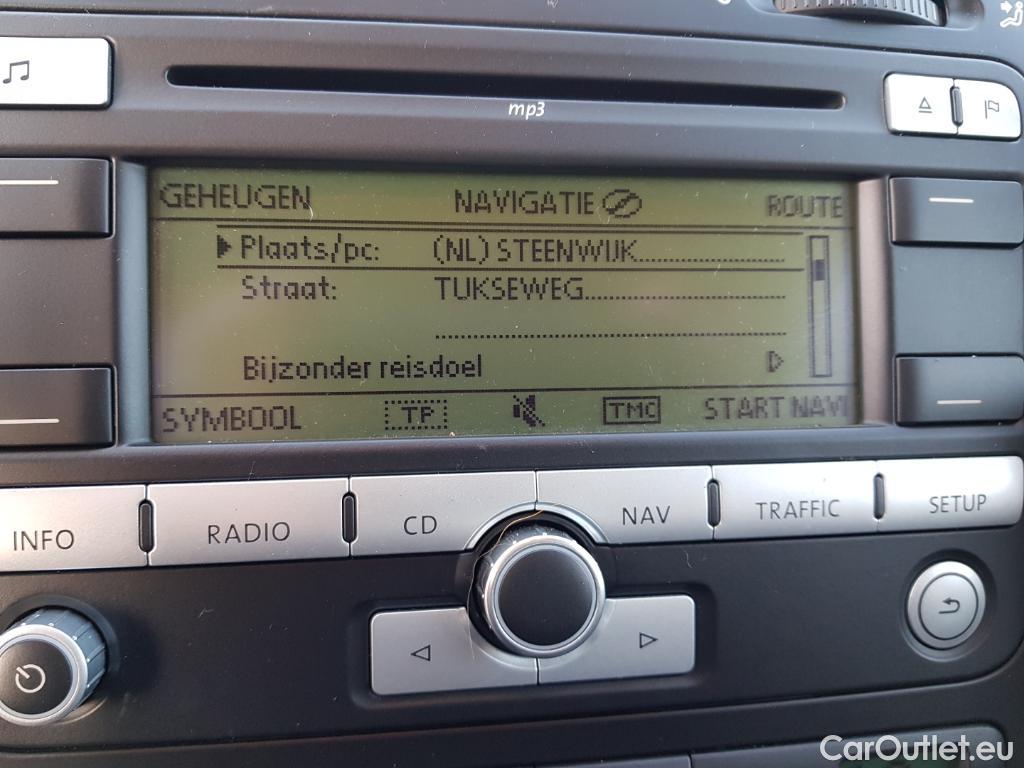 mp3
GEHEUGEN NAVIGATIE ROUTE
Plaats/pc: (NL) STEENWIJK
Straat: TUKSEWEG
Bijzonder reisdoel
SYMBOOL TP TMC START NAVI
INFO RADIO CD NAV TRAFFIC SETUP
CarOutlet.eu